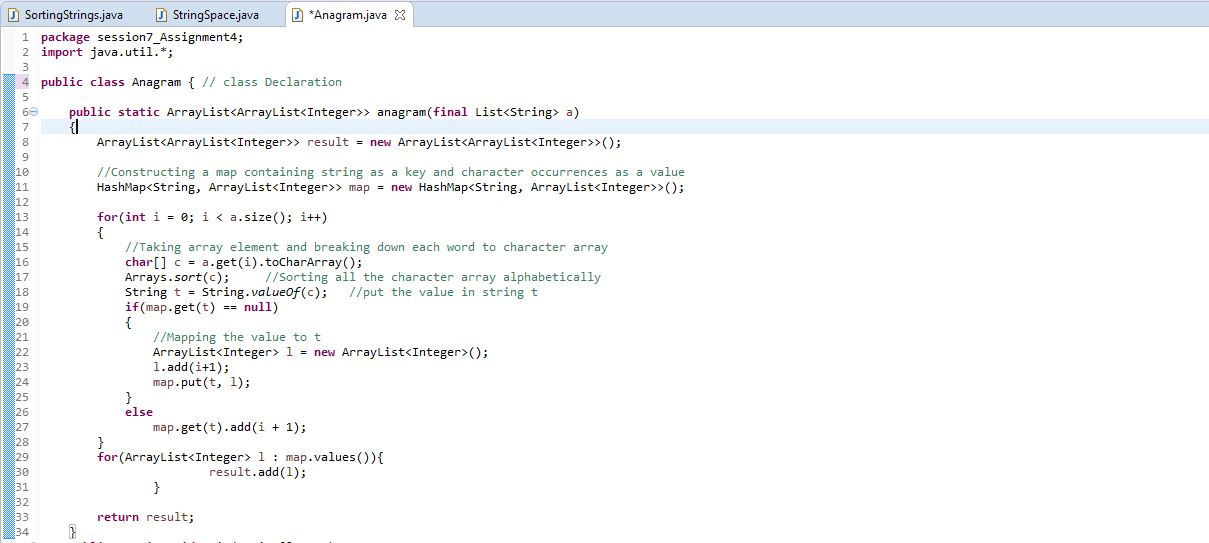 SortingStrings.java StringSpace.java *Anagram.java
1 package session7_Assignment4;
2 import java.util.*;
3
4 public class Anagram { // class Declaration
5
6 public static ArrayList<ArrayList<Integer>> anagram(final List<String> a)
7 {
8 ArrayList<ArrayList<Integer>> result = new ArrayList<ArrayList<Integer>>();
9
10 //Constructing a map containing string as a key and character occurrences as a value
11 HashMap<String, ArrayList<Integer>> map = new HashMap<String, ArrayList<Integer>>();
12
13 for(int i = 0; i < a.size(); i++)
14 {
15 //Taking array element and breaking down each word to character array
16 char[] c = a.get(i).toCharArray();
17 Arrays.sort(c); //Sorting all the character array alphabetically
18 String t = String.valueOf(c); //put the value in string t
19 if(map.get(t) == null)
20 {
21 //Mapping the value to t
22 ArrayList<Integer> l = new ArrayList<Integer>();
23 l.add(i+1);
24 map.put(t, l);
25 }
26 else
27 map.get(t).add(i + 1);
28 }
29 for(ArrayList<Integer> l : map.values()){
30 result.add(l);
31 }
32
33 return result;
34 }